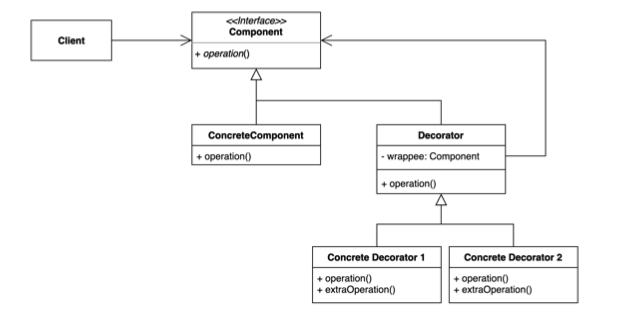 Client
<<Interface>>
Component
+ operation()
ConcreteComponent
+ operation()
Decorator
- wrappee: Component
+ operation()
Concrete Decorator 1
+ operation()
+ extraOperation()
Concrete Decorator 2
+ operation()
+ extraOperation()